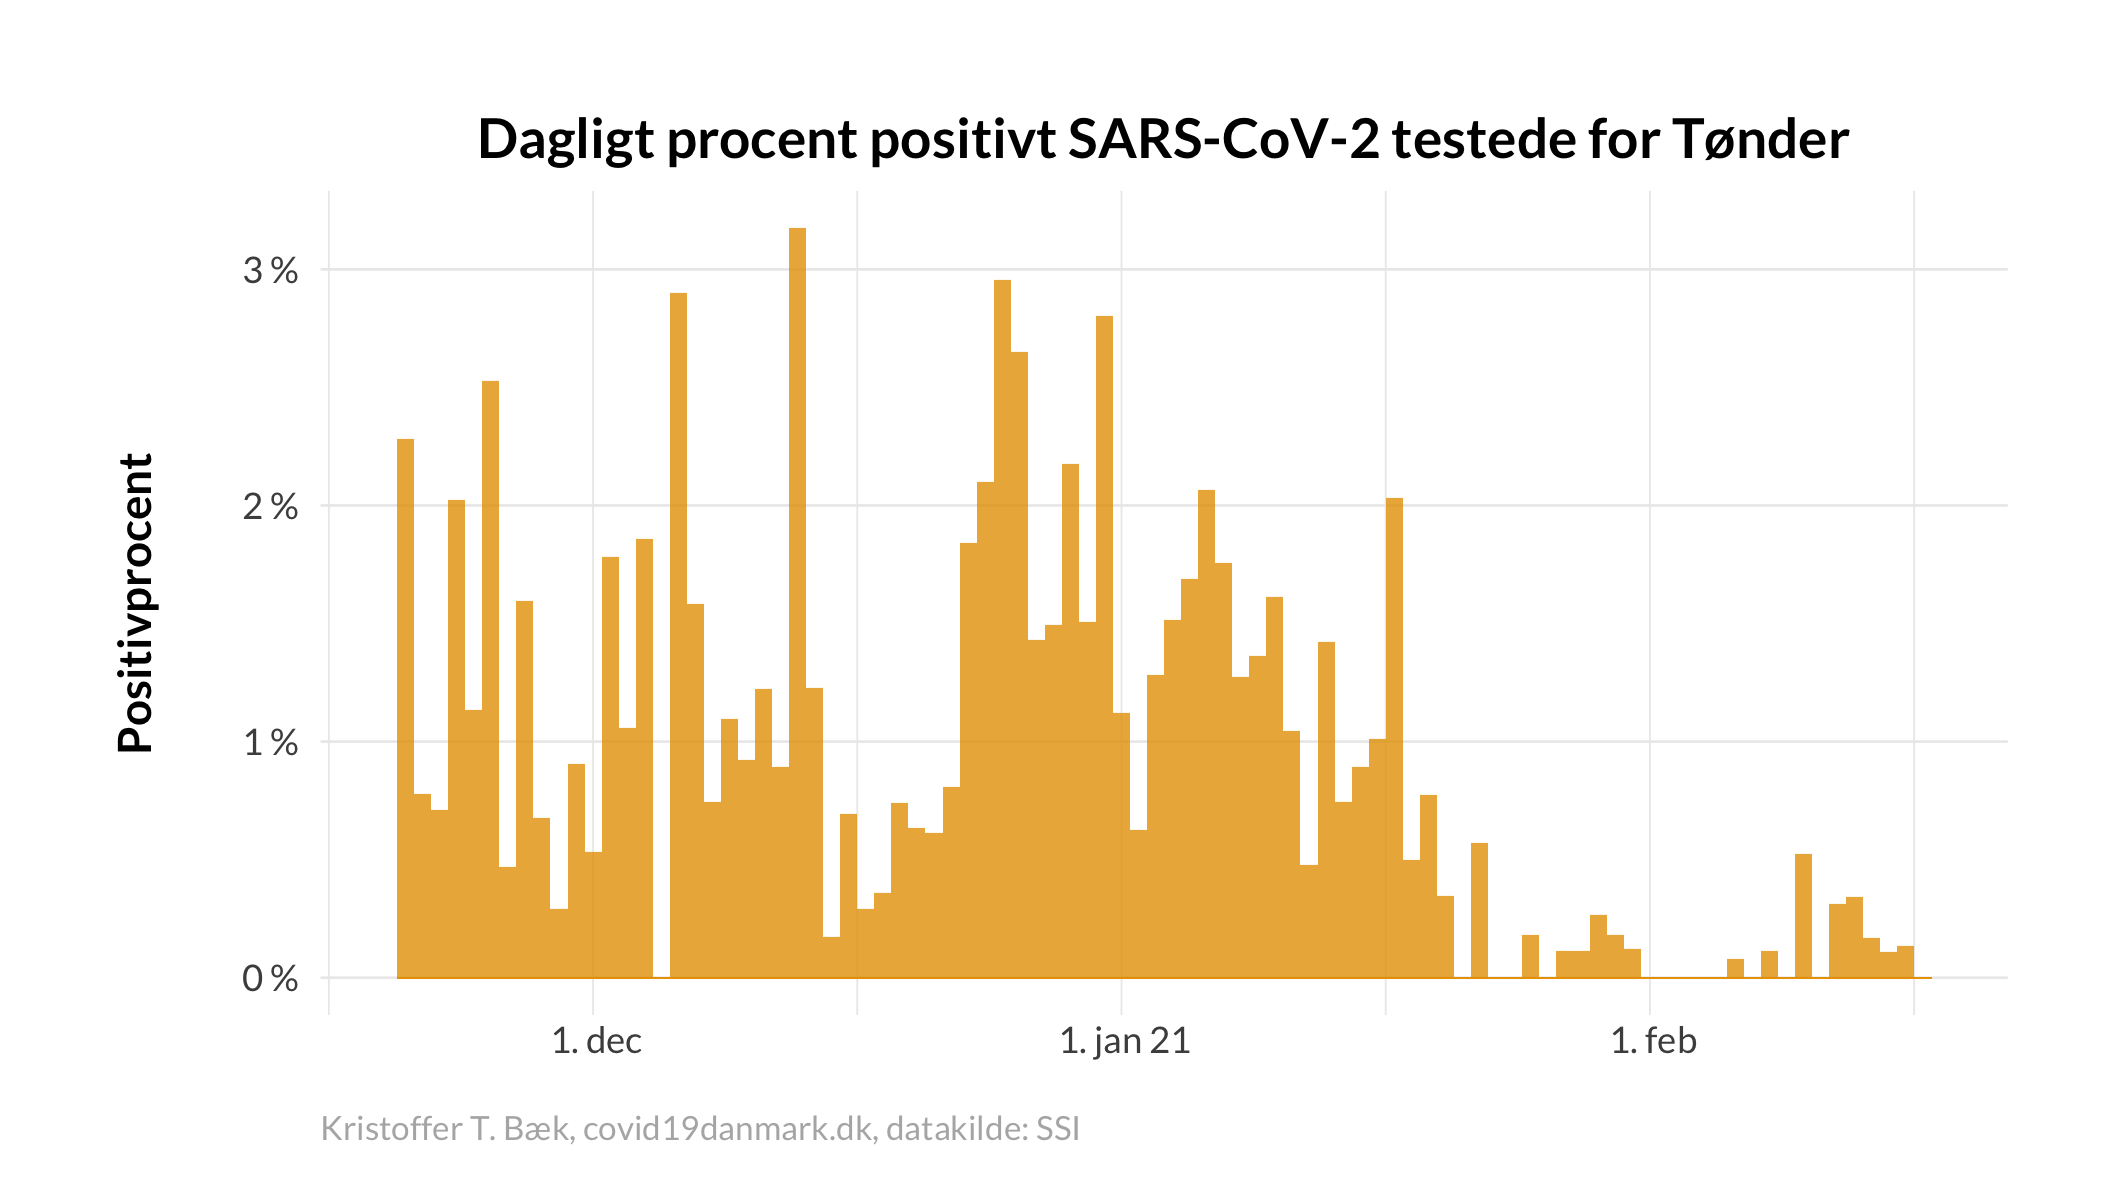 Dagligt procent positivt SARS-CoV-2 testede for Tønder
Positivprocent
3 %
2 %
1 %
0 %
1. dec
1. jan 21
1. feb
Kristoffer T. Bæk, covid19danmark.dk, datakilde: SSI